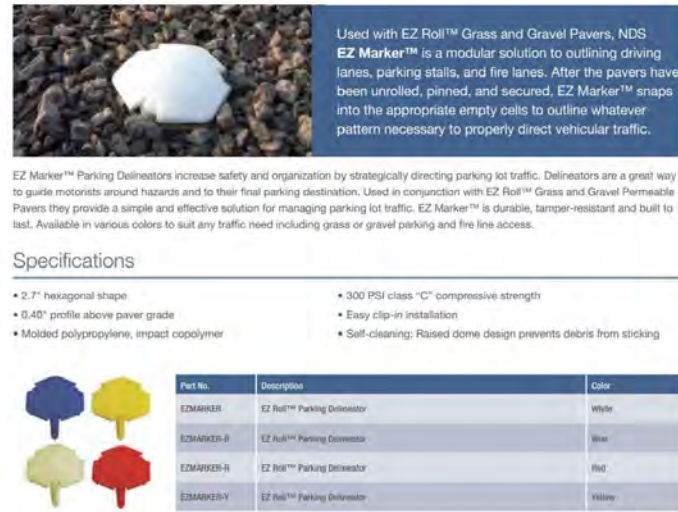 Used with EZ Roll™ Grass and Gravel Pavers, NDS
EZ Marker™ is a modular solution to outlining driving
lanes, parking stalls, and fire lanes. After the pavers have
been unrolled, pinned, and secured, EZ Marker™ snaps
into the appropriate empty cells to outline whatever
pattern necessary to properly direct vehicular traffic.
EZ Marker™ Parking Delineators increase safety and organization by strategically directing parking lot traffic. Delineators are a great way
to guide motorists around hazards and to their final parking destination. Used in conjunction with EZ Roll™ Grass and Gravel Permeable
Pavers they provide a simple and effective solution for managing parking lot traffic. EZ Marker™ is durable, tamper-resistant and built to
last. Available in various colors to suit any traffic need including grass or gravel parking and fire line access.
Specifications
• 2.7" hexagonal shape
• 0.40" profile above paver grade
• Molded polypropylene, impact copolymer
• 300 PSI class "C" compressive strength
• Easy clip-in installation
• Self-cleaning: Raised dome design prevents debris from sticking
Part No. Description Color
EZMARKER EZ Roll™ Parking Delineator White
EZMARKER-B EZ Roll™ Parking Delineator Blue
EZMARKER-R EZ Roll™ Parking Delineator Red
EZMARKER-Y EZ Roll™ Parking Delineator Yellow